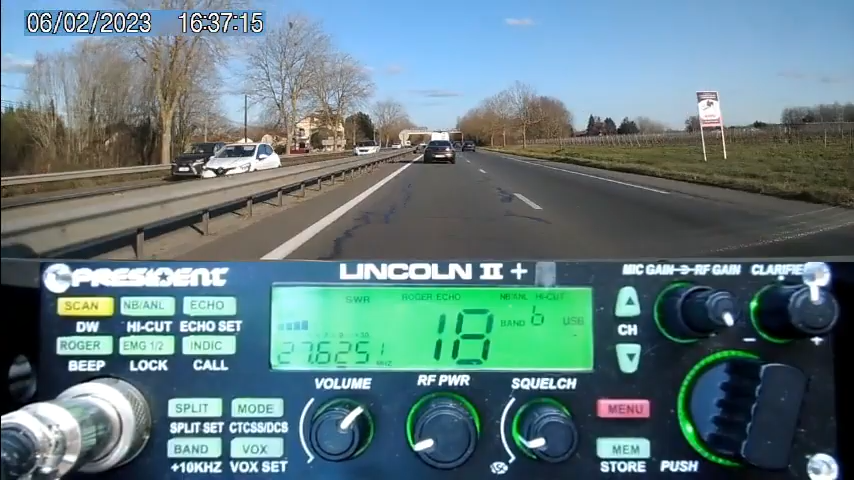 06/02/2023 16:37:15
PRESIDENT
LINCOLN II +
MIC GAIN RF GAIN CLARIFIER
SCAN NB/ANL ECHO
DW HI-CUT ECHO SET
ROGER EMG 1/2 INDIC
BEEP LOCK CALL
SWR ROGER ECHO NB/ANL HI-CUT
18 BAND b USB
27.6251
CH
VOLUME RF PWR SQUELCH
SPLIT MODE
SPLIT SET CTCSS/DCS
BAND VOX
+10KHZ VOX SET
MENU
MEM
STORE PUSH
- +